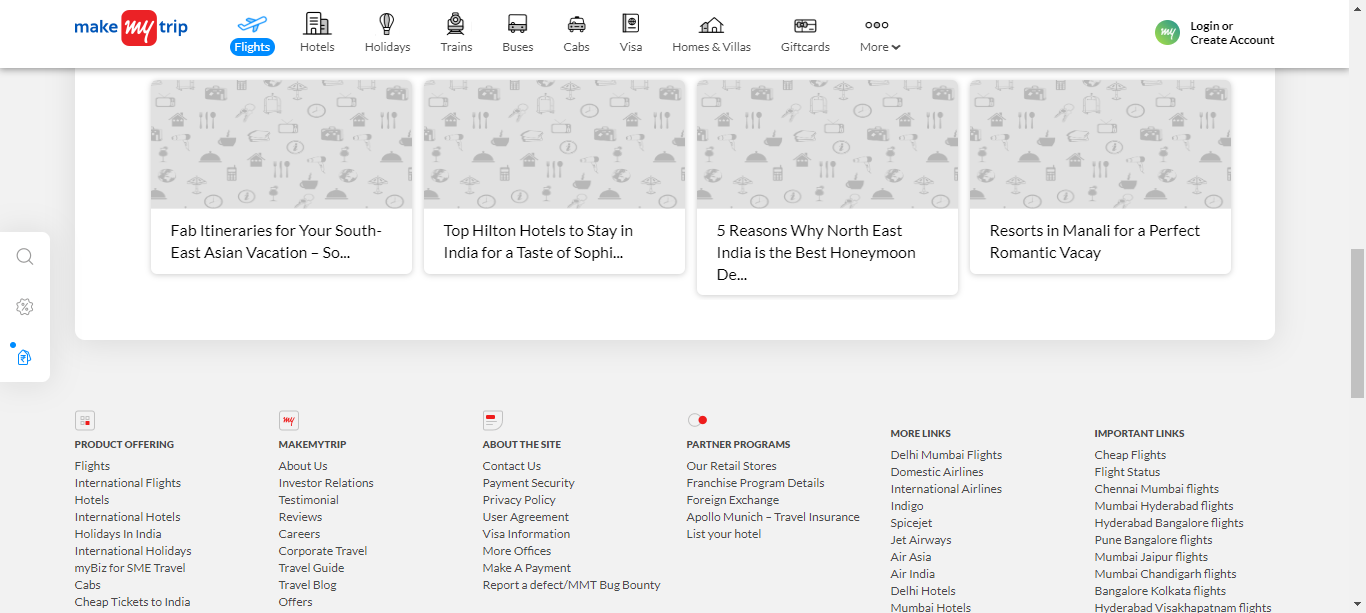 make my trip
Flights
Hotels
Holidays
Trains
Buses
Cabs
Visa
Homes & Villas
Giftcards
More
my
Login or
Create Account
Fab Itineraries for Your South-
East Asian Vacation – So...
Top Hilton Hotels to Stay in
India for a Taste of Sophi...
5 Reasons Why North East
India is the Best Honeymoon
De...
Resorts in Manali for a Perfect
Romantic Vacay
PRODUCT OFFERING
Flights
International Flights
Hotels
International Hotels
Holidays In India
International Holidays
myBiz for SME Travel
Cabs
Cheap Tickets to India
my
MAKEMYTRIP
About Us
Investor Relations
Testimonial
Reviews
Careers
Corporate Travel
Travel Guide
Travel Blog
Offers
ABOUT THE SITE
Contact Us
Payment Security
Privacy Policy
User Agreement
Visa Information
More Offices
Make A Payment
Report a defect/MMT Bug Bounty
PARTNER PROGRAMS
Our Retail Stores
Franchise Program Details
Foreign Exchange
Apollo Munich – Travel Insurance
List your hotel
MORE LINKS
Delhi Mumbai Flights
Domestic Airlines
International Airlines
Indigo
Spicejet
Jet Airways
Air Asia
Air India
Delhi Hotels
Mumbai Hotels
IMPORTANT LINKS
Cheap Flights
Flight Status
Chennai Mumbai flights
Mumbai Hyderabad flights
Hyderabad Bangalore flights
Pune Bangalore flights
Mumbai Jaipur flights
Mumbai Chandigarh flights
Bangalore Kolkata flights
Hyderabad Visakhapatnam flights